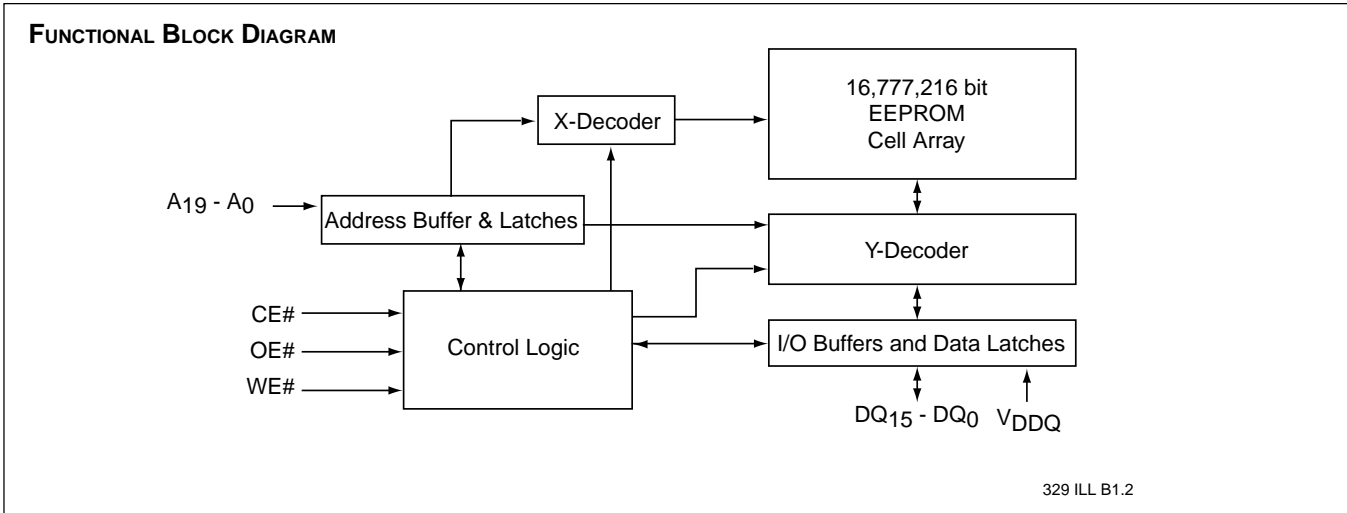 FUNCTIONAL BLOCK DIAGRAM
16,777,216 bit
EEPROM
Cell Array
X-Decoder
A19 - A0
Address Buffer & Latches
Y-Decoder
CE#
OE#
WE#
Control Logic
I/O Buffers and Data Latches
DQ15 - DQ0
VDDQ
329 ILL B1.2